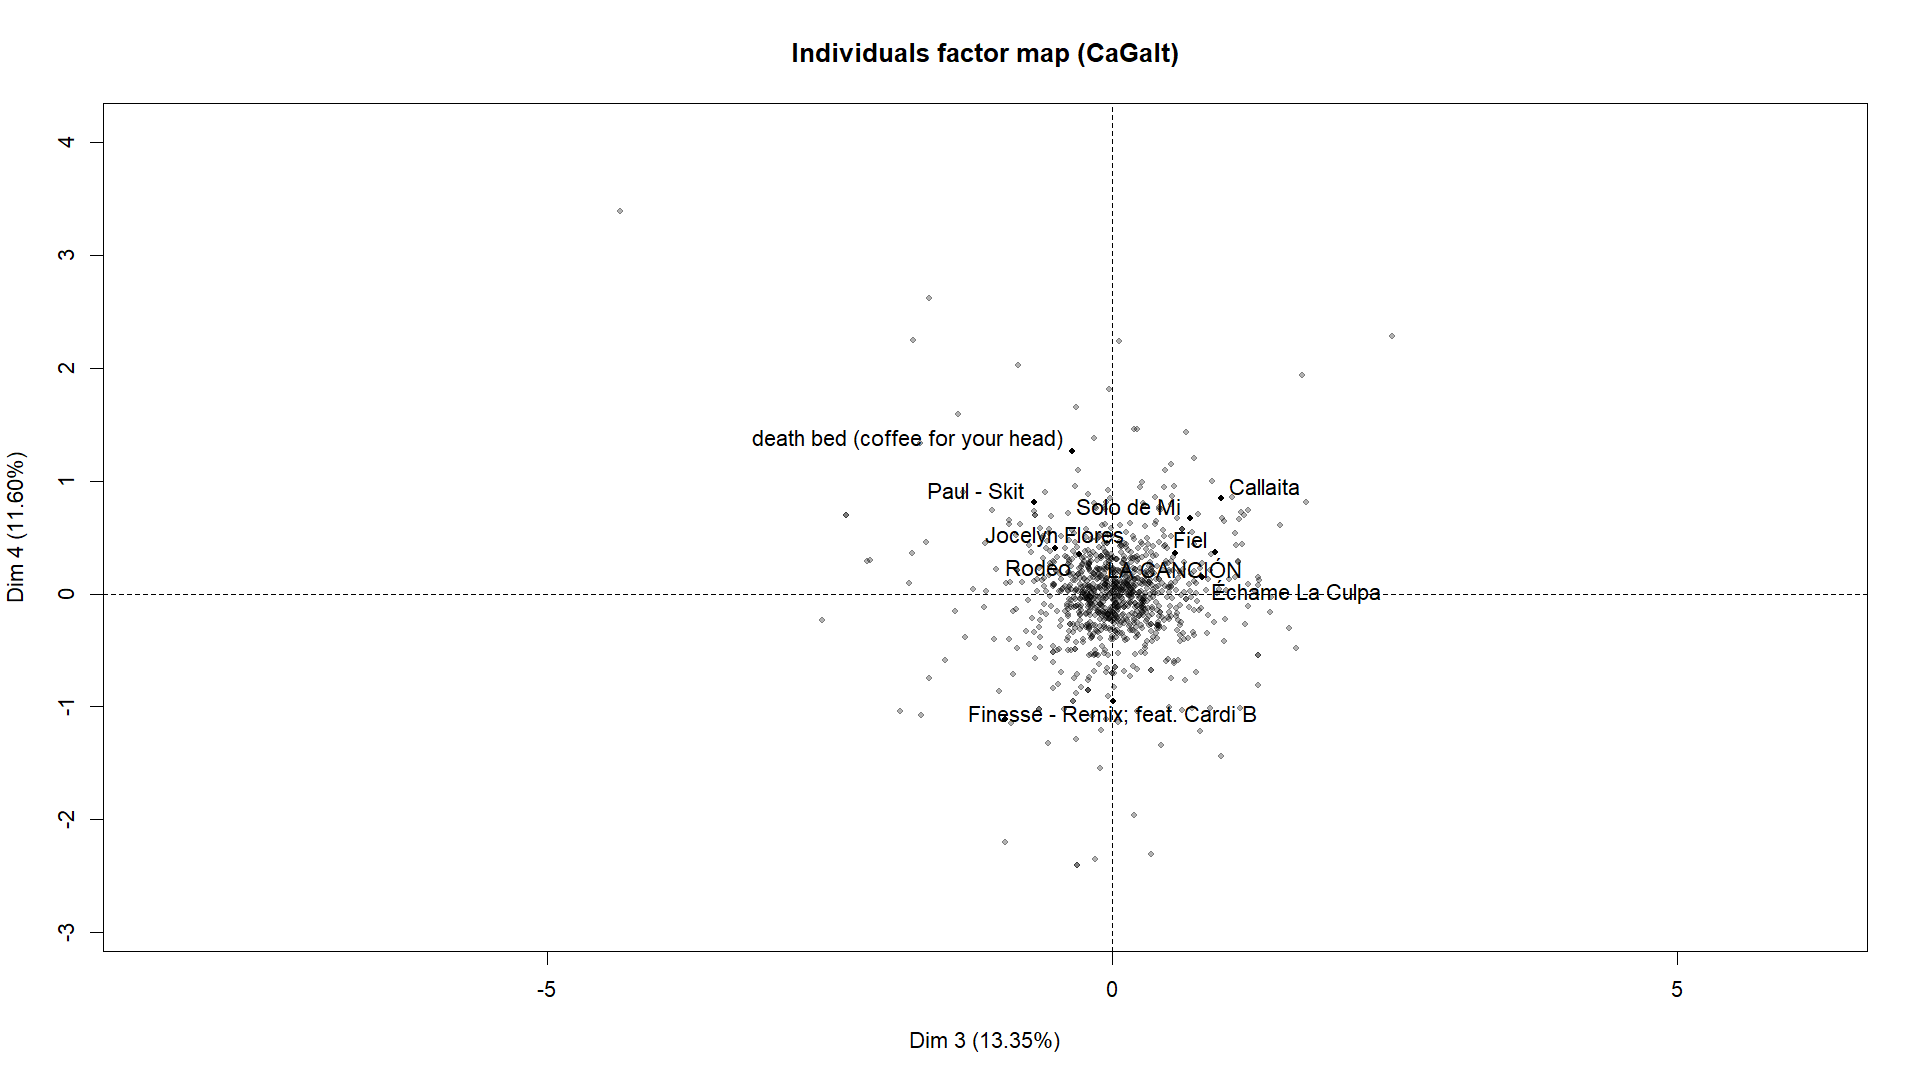 Individuals factor map (CaGalt)
4
3
2
1
0
-1
-2
-3
Dim 4 (11.60%)
death bed (coffee for your head)
Paul - Skit
Callaita
Solo de Mi
Jocelyn Flores
Fiel
Rodeo
LA CANCIÓN
Échame La Culpa
Finesse - Remix; feat. Cardi B
-5
0
5
Dim 3 (13.35%)